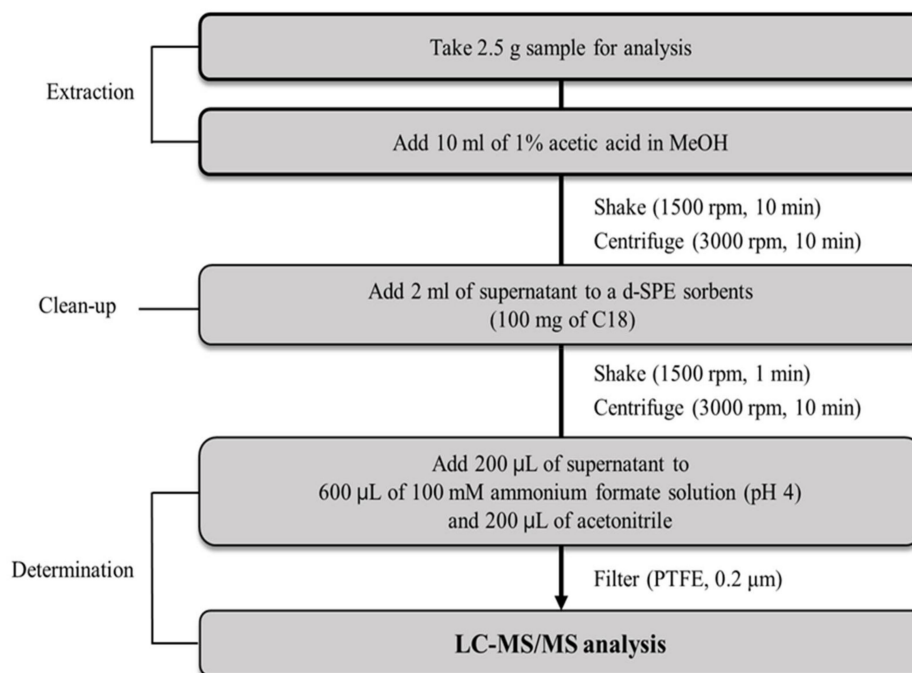 Take 2.5 g sample for analysis
Extraction
Add 10 ml of 1% acetic acid in MeOH
Shake (1500 rpm, 10 min)
Centrifuge (3000 rpm, 10 min)
Clean-up
Add 2 ml of supernatant to a d-SPE sorbents
(100 mg of C18)
Shake (1500 rpm, 1 min)
Centrifuge (3000 rpm, 10 min)
Add 200 µL of supernatant to
600 µL of 100 mM ammonium formate solution (pH 4)
and 200 µL of acetonitrile
Determination
Filter (PTFE, 0.2 µm)
LC-MS/MS analysis